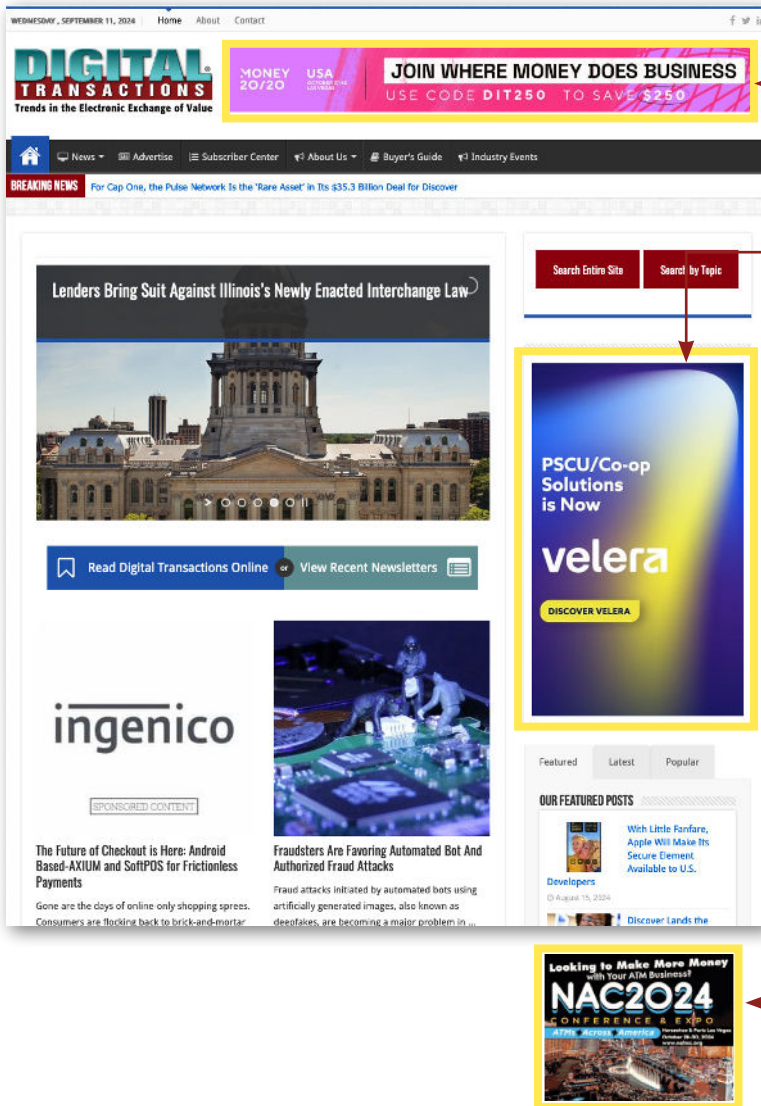 WEDNESDAY, SEPTEMBER 11, 2024 Home About Contact
DIGITAL
TRANSACTIONS
Trends in the Electronic Exchange of Value
MONEY 20/20 USA
JOIN WHERE MONEY DOES BUSINESS
USE CODE DIT250 TO SAVE $250
News Advertise Subscriber Center About Us Buyer's Guide Industry Events
BREAKING NEWS For Cap One, the Pulse Network Is the 'Rare Asset' in Its $35.3 Billion Deal for Discover
Lenders Bring Suit Against Illinois's Newly Enacted Interchange Law
Search Entire Site Search by Topic
Read Digital Transactions Online or View Recent Newsletters
PSCU/Co-op
Solutions
is Now
velera
DISCOVER VELERA
ingenico
SPONSORED CONTENT
The Future of Checkout is Here: Android
Based-AXIUM and SoftPOS for Frictionless
Payments
Gone are the days of online-only shopping sprees.
Consumers are flocking back to brick-and-mortar
Fraudsters Are Favoring Automated Bot And
Authorized Fraud Attacks
Fraud attacks initiated by automated bots using
artificially generated images, also known as
deepfakes, are becoming a major problem in ...
Featured Latest Popular
OUR FEATURED POSTS
With Little Fanfare,
Apple Will Make Its
Secure Element
Available to U.S.
Developers
August 15, 2024
Discover Lands the
Looking to Make More Money
with Your ATM Business?
NAC2024
CONFERENCE & EXPO
ATMs Across America
Horseshoe & Paris Las Vegas
October 28-30, 2024